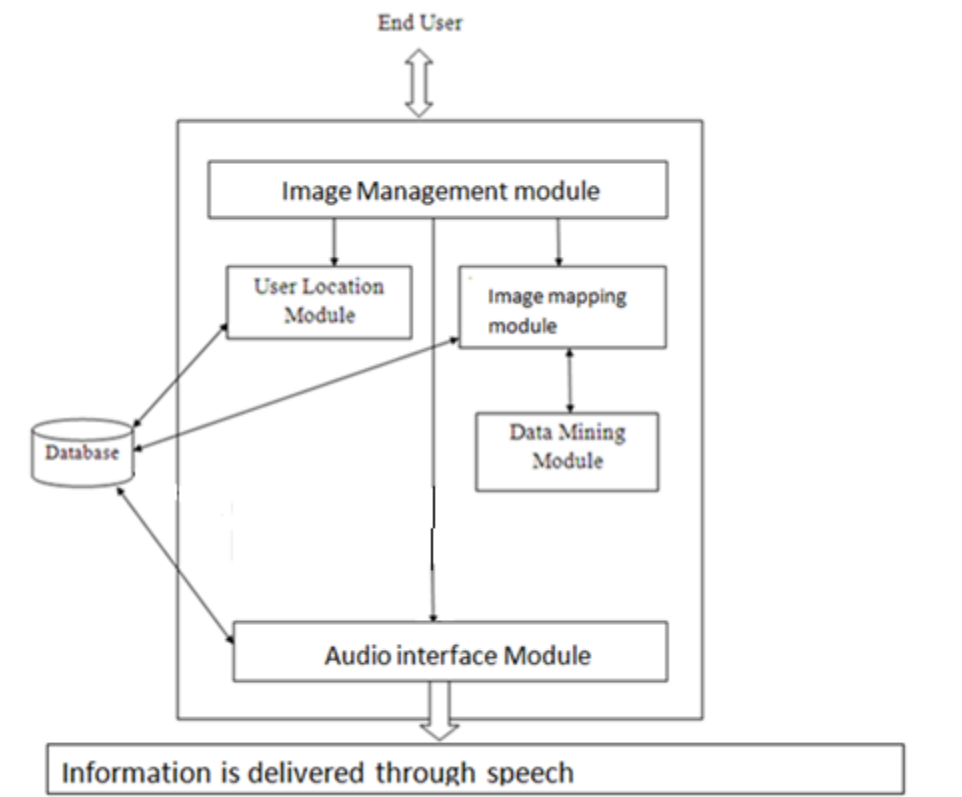 End User
Image Management module
User Location
Module
Image mapping
module
Database
Data Mining
Module
Audio interface Module
Information is delivered through speech